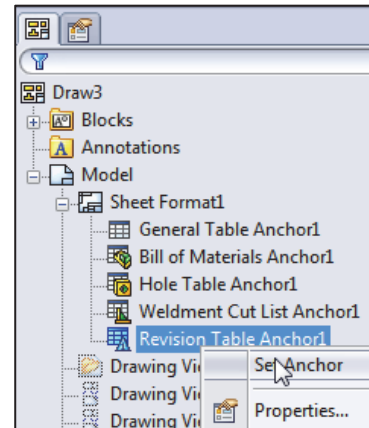 Draw3
Blocks
A Annotations
Model
Sheet Format1
General Table Anchor1
Bill of Materials Anchor1
Hole Table Anchor1
Weldment Cut List Anchor1
Revision Table Anchor1
Drawing Vi
Set Anchor
Drawing Vi
Properties...
Drawing Vi